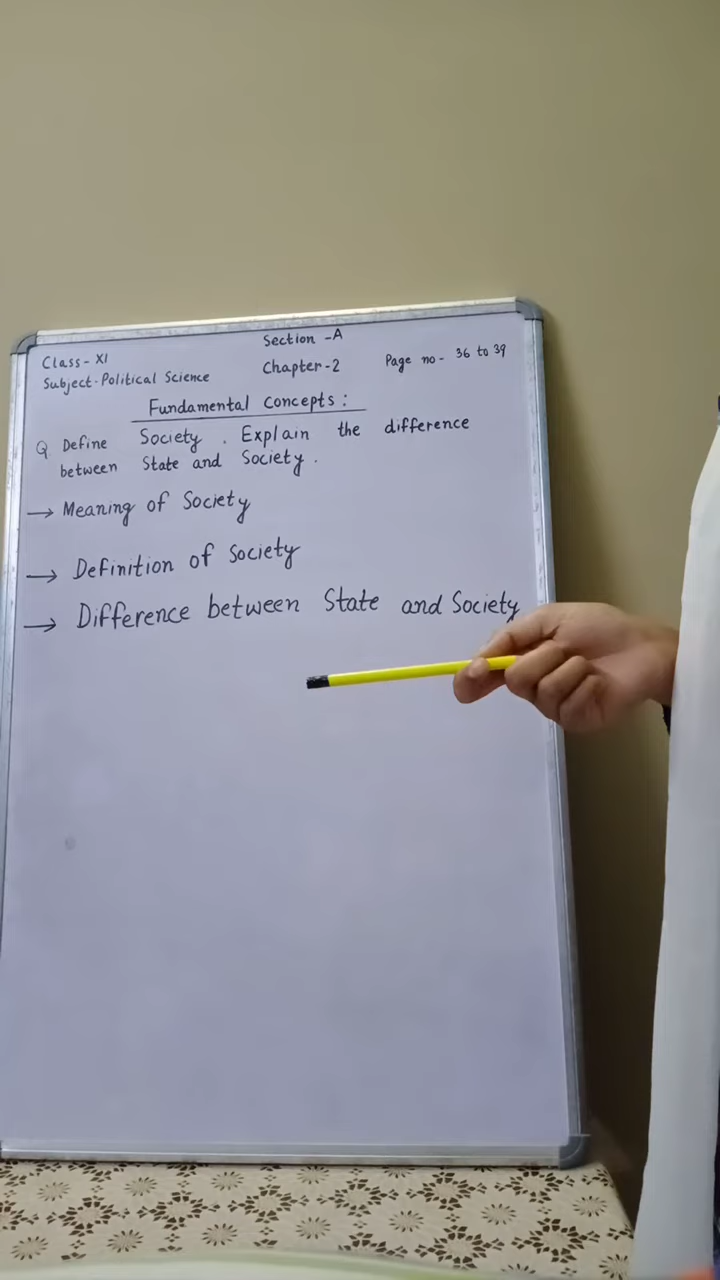 Section - A
Class - XI
Chapter - 2
Page no - 36 to 39
Subject - Political Science
Fundamental Concepts :
Q. Define Society . Explain the difference
between State and Society .
→ Meaning of Society
→ Definition of Society
→ Difference between State and Society